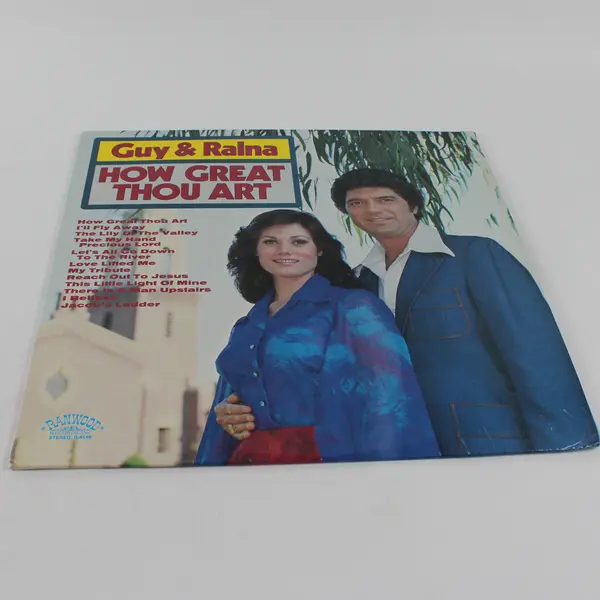 Guy & Ralna
HOW GREAT
THOU ART
How Great Thou Art
I'll Fly Away
The Lily Of The Valley
Take My Hand
Precious Lord
Let's All Go Down
To The River
Love Lifted Me
My Tribute
Reach Out To Jesus
This Little Light Of Mine
There Is A Man Upstairs
I Believe
Jacob's Ladder
RANWOOD
STEREO